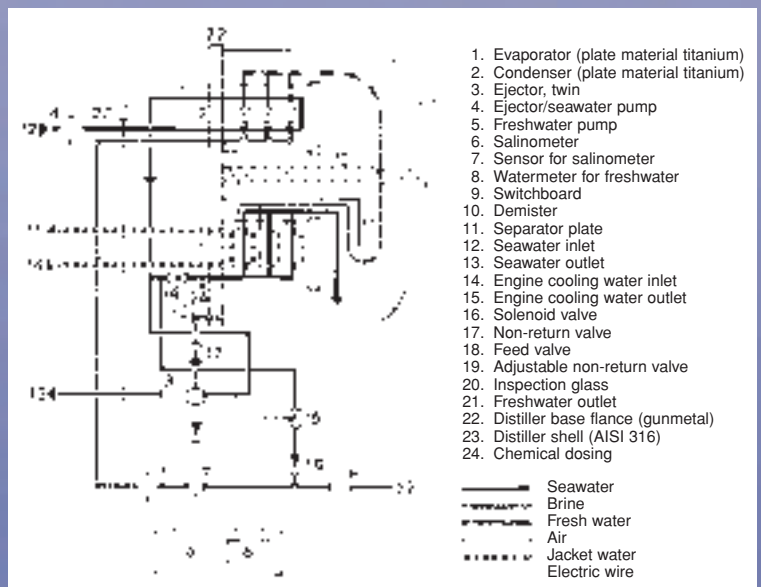 1. Evaporator (plate material titanium)
2. Condenser (plate material titanium)
3. Ejector, twin
4. Ejector/seawater pump
5. Freshwater pump
6. Salinometer
7. Sensor for salinometer
8. Watermeter for freshwater
9. Switchboard
10. Demister
11. Separator plate
12. Seawater inlet
13. Seawater outlet
14. Engine cooling water inlet
15. Engine cooling water outlet
16. Solenoid valve
17. Non-return valve
18. Feed valve
19. Adjustable non-return valve
20. Inspection glass
21. Freshwater outlet
22. Distiller base flance (gunmetal)
23. Distiller shell (AISI 316)
24. Chemical dosing
Seawater
Brine
Fresh water
Air
Jacket water
Electric wire